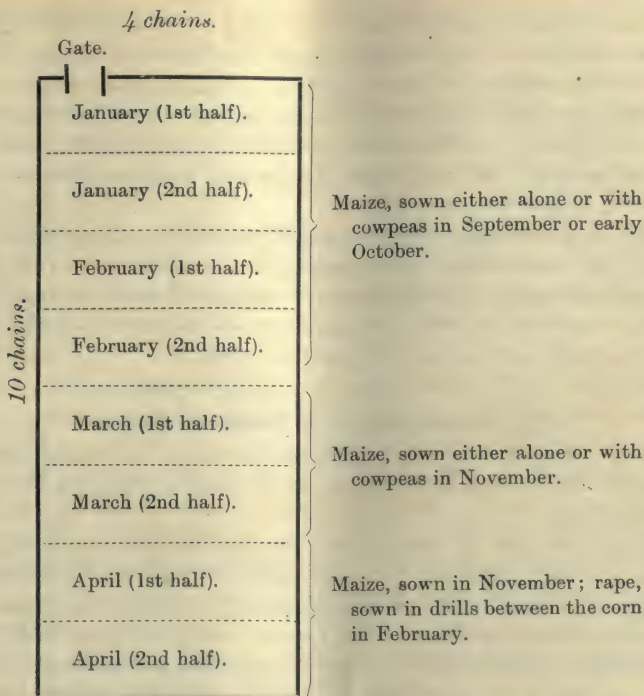 4 chains.
Gate.
January (1st half).
January (2nd half).
February (1st half).
February (2nd half).
Maize, sown either alone or with
cowpeas in September or early
October.
10 chains.
March (1st half).
March (2nd half).
Maize, sown either alone or with
cowpeas in November.
April (1st half).
April (2nd half).
Maize, sown in November; rape,
sown in drills between the corn
in February.